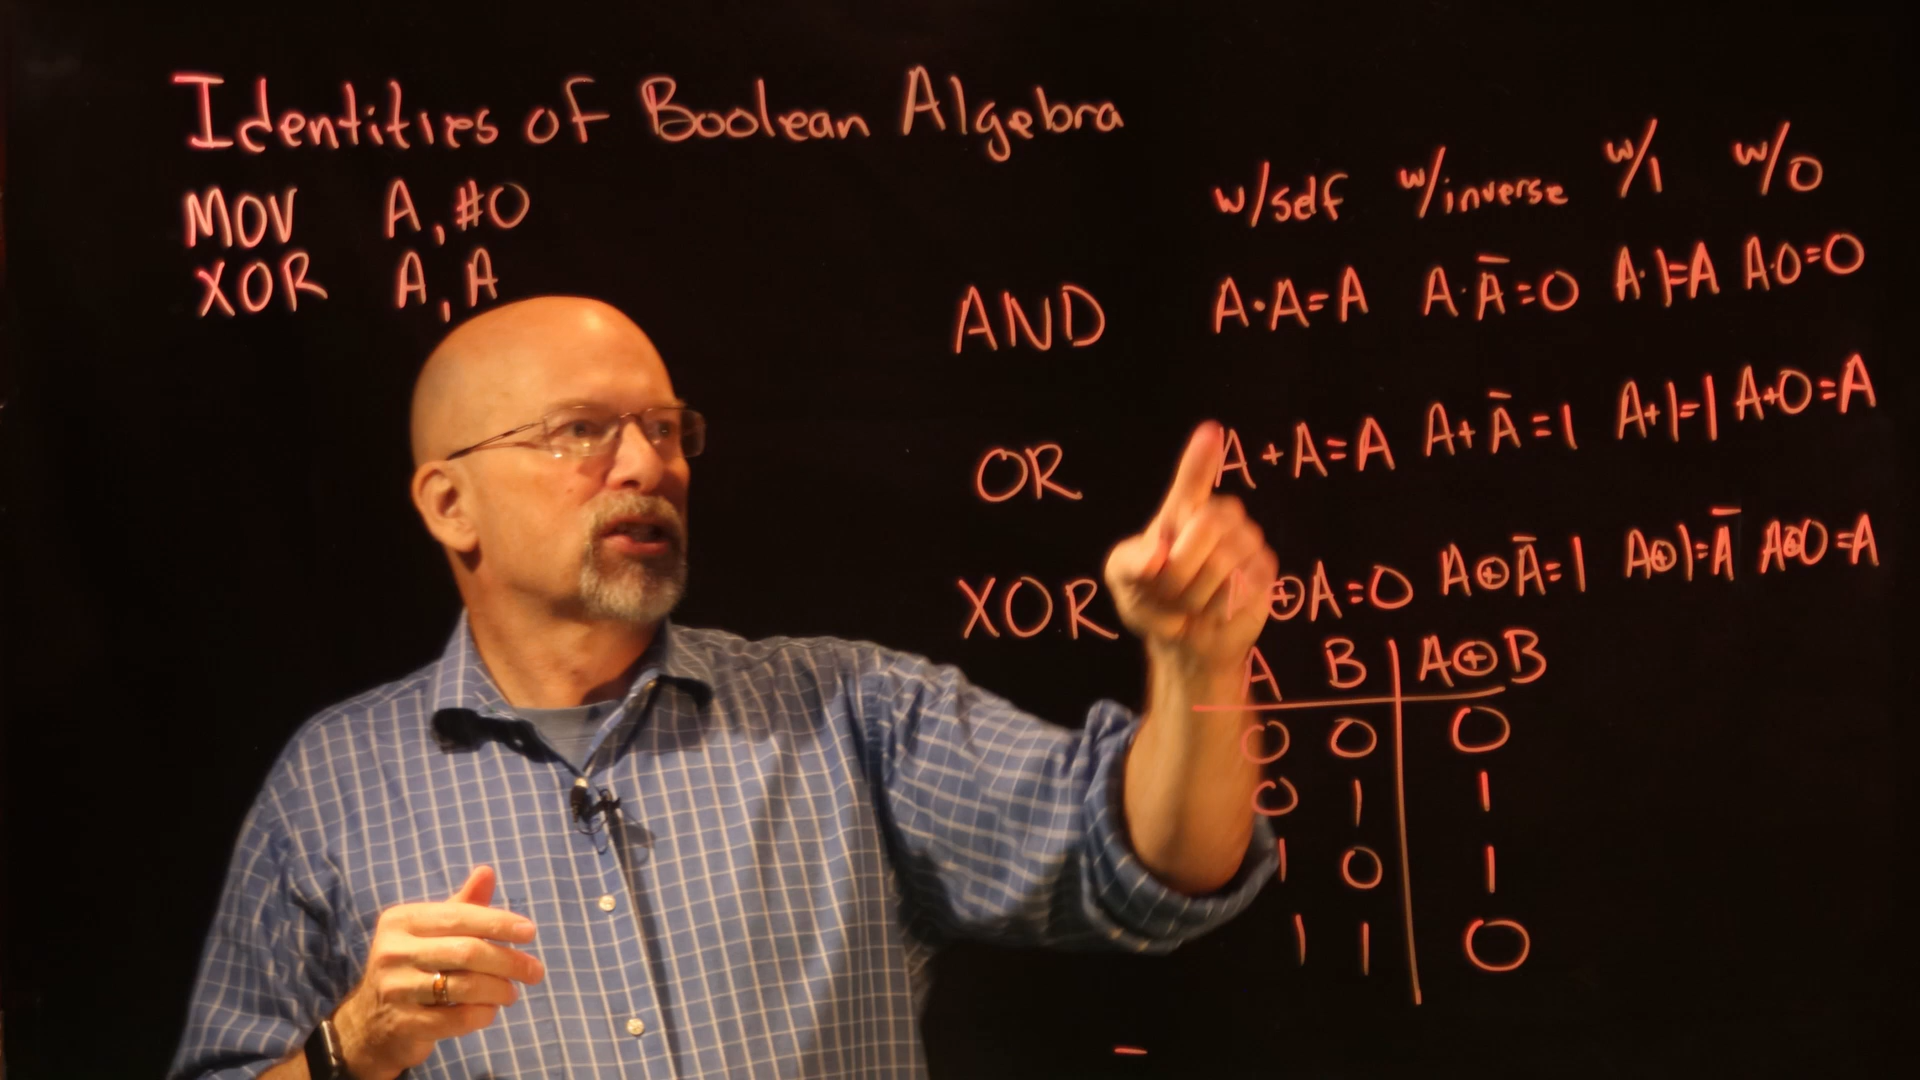 Identities of Boolean Algebra
MOV A, #0
XOR A, A
w/self w/inverse w/1 w/0
AND A·A=A A·Ā=0 A·1=A A·0=0
OR A+A=A A+Ā=1 A+1=1 A+0=A
XOR A⊕A=0 A⊕Ā=1 A⊕1=Ā A⊕0=A
A B A⊕B
0 0 0
0 1 1
1 0 1
1 1 0